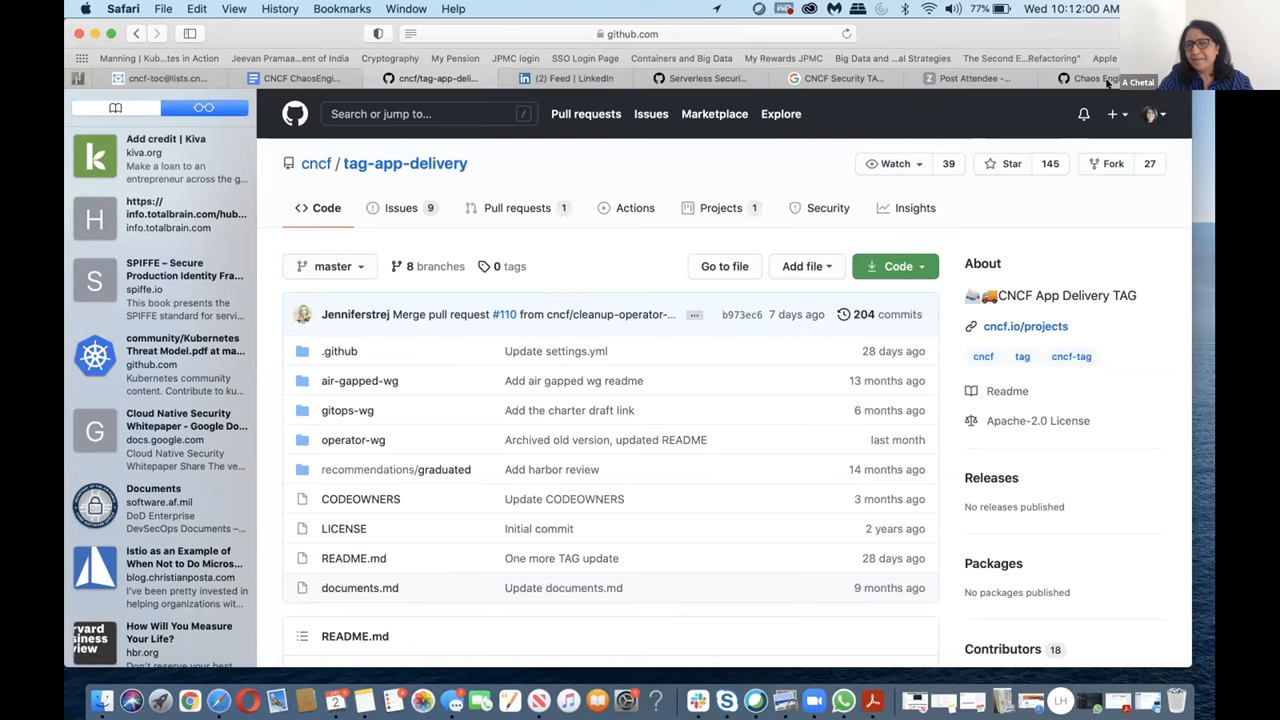 Safari File Edit View History Bookmarks Window Help 77% Wed 10:12:00 AM
github.com
Manning | Kub... Jeevan Pramaa...ent of India Cryptography My Pension JPMC login SSO Login Page Containers and Big Data My Rewards JPMC Big Data and...al Strategies The Second E...Refactoring" Apple
cncf-toc@lists.cn... CNCF ChaosEngi... cncf/tag-app-deli... (2) Feed | LinkedIn Serverless Securi... CNCF Security TA... Post Attendee -... Chaos Engi
A Chetal
Search or jump to... /
Pull requests Issues Marketplace Explore
Add credit | Kiva
kiva.org
Make a loan to an
entrepreneur across the g...
https://
info.totalbrain.com/hub...
info.totalbrain.com
SPIFFE – Secure
Production Identity Fra...
spiffe.io
This book presents the
SPIFFE standard for servi...
community/Kubernetes
Threat Model.pdf at ma...
github.com
Kubernetes community
content. Contribute to ku...
Cloud Native Security
Whitepaper - Google Do...
docs.google.com
Cloud Native Security
Whitepaper Share The ve...
Documents
software.af.mil
DoD Enterprise
DevSecOps Documents –...
Istio as an Example of
When Not to Do Micros...
blog.christianposta.com
I've been pretty invested in
helping organizations wit...
How Will You Measure
Your Life?
hbr.org
Don't reserve your best
cncf / tag-app-delivery
Watch 39 Star 145 Fork 27
Code Issues 9 Pull requests 1 Actions Projects 1 Security Insights
master 8 branches 0 tags Go to file Add file Code
Jenniferstrej Merge pull request #110 from cncf/cleanup-operator-... ... b973ec6 7 days ago 204 commits
.github Update settings.yml 28 days ago
air-gapped-wg Add air gapped wg readme 13 months ago
gitops-wg Add the charter draft link 6 months ago
operator-wg rchived old version, updated README last month
recommendations/graduated dd harbor review 14 months ago
CODEOWNERS pdate CODEOWNERS 3 months ago
LICENSE nitial commit 2 years ago
ME.md ne more TAG update 28 days ago
uments.md Update documents.md 9 months ago
README.md
About
CNCF App Delivery TAG
cncf.io/projects
cncf tag cncf-tag
Readme
Apache-2.0 License
Releases
No releases published
Packages
No packages published
Contributors 18
LH